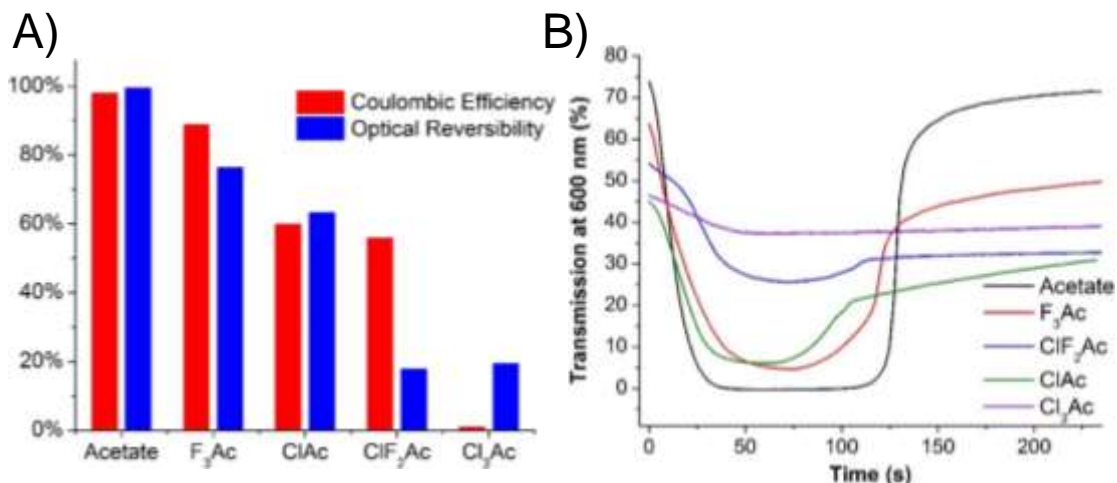 A)
100%
80%
60%
40%
20%
0%
Coulombic Efficiency
Optical Reversibility
Acetate F₃Ac ClAc ClF₂Ac Cl₃Ac
B)
Transmission at 600 nm (%)
80
70
60
50
40
30
20
10
0
Acetate
F₃Ac
ClF₂Ac
ClAc
Cl₃Ac
0 50 100 150 200
Time (s)